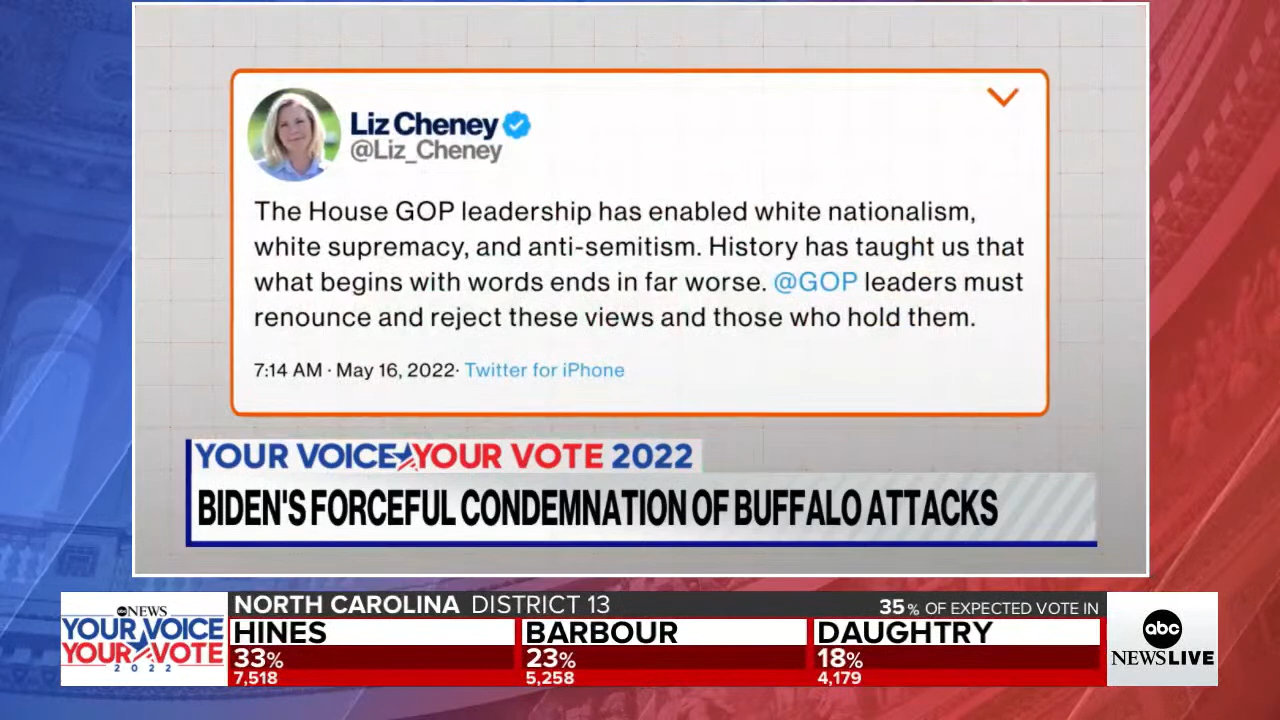 Liz Cheney
@Liz_Cheney
The House GOP leadership has enabled white nationalism,
white supremacy, and anti-semitism. History has taught us that
what begins with words ends in far worse. @GOP leaders must
renounce and reject these views and those who hold them.
7:14 AM · May 16, 2022· Twitter for iPhone
YOUR VOICE YOUR VOTE 2022
BIDEN'S FORCEFUL CONDEMNATION OF BUFFALO ATTACKS
abc NEWS
YOUR VOICE
YOUR VOTE
2022
NORTH CAROLINA DISTRICT 13 35% OF EXPECTED VOTE IN
HINES BARBOUR DAUGHTRY
33% 23% 18%
7,518 5,258 4,179
abc
NEWS LIVE